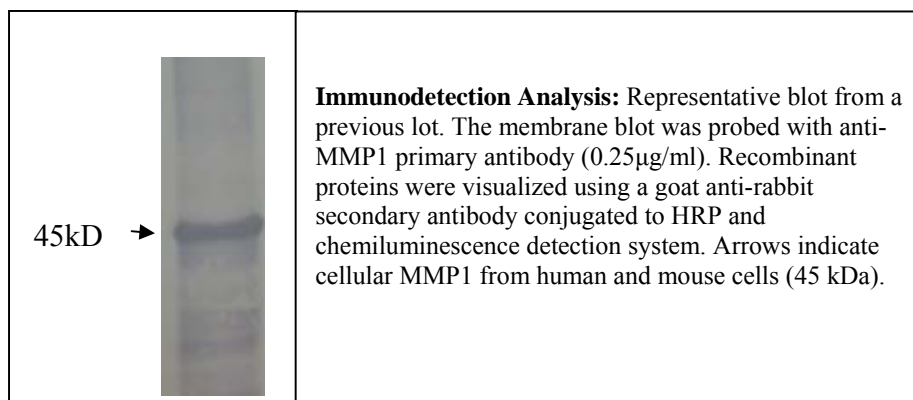 45kD
Immunodetection Analysis: Representative blot from a
previous lot. The membrane blot was probed with anti-
MMP1 primary antibody (0.25µg/ml). Recombinant
proteins were visualized using a goat anti-rabbit
secondary antibody conjugated to HRP and
chemiluminescence detection system. Arrows indicate
cellular MMP1 from human and mouse cells (45 kDa).